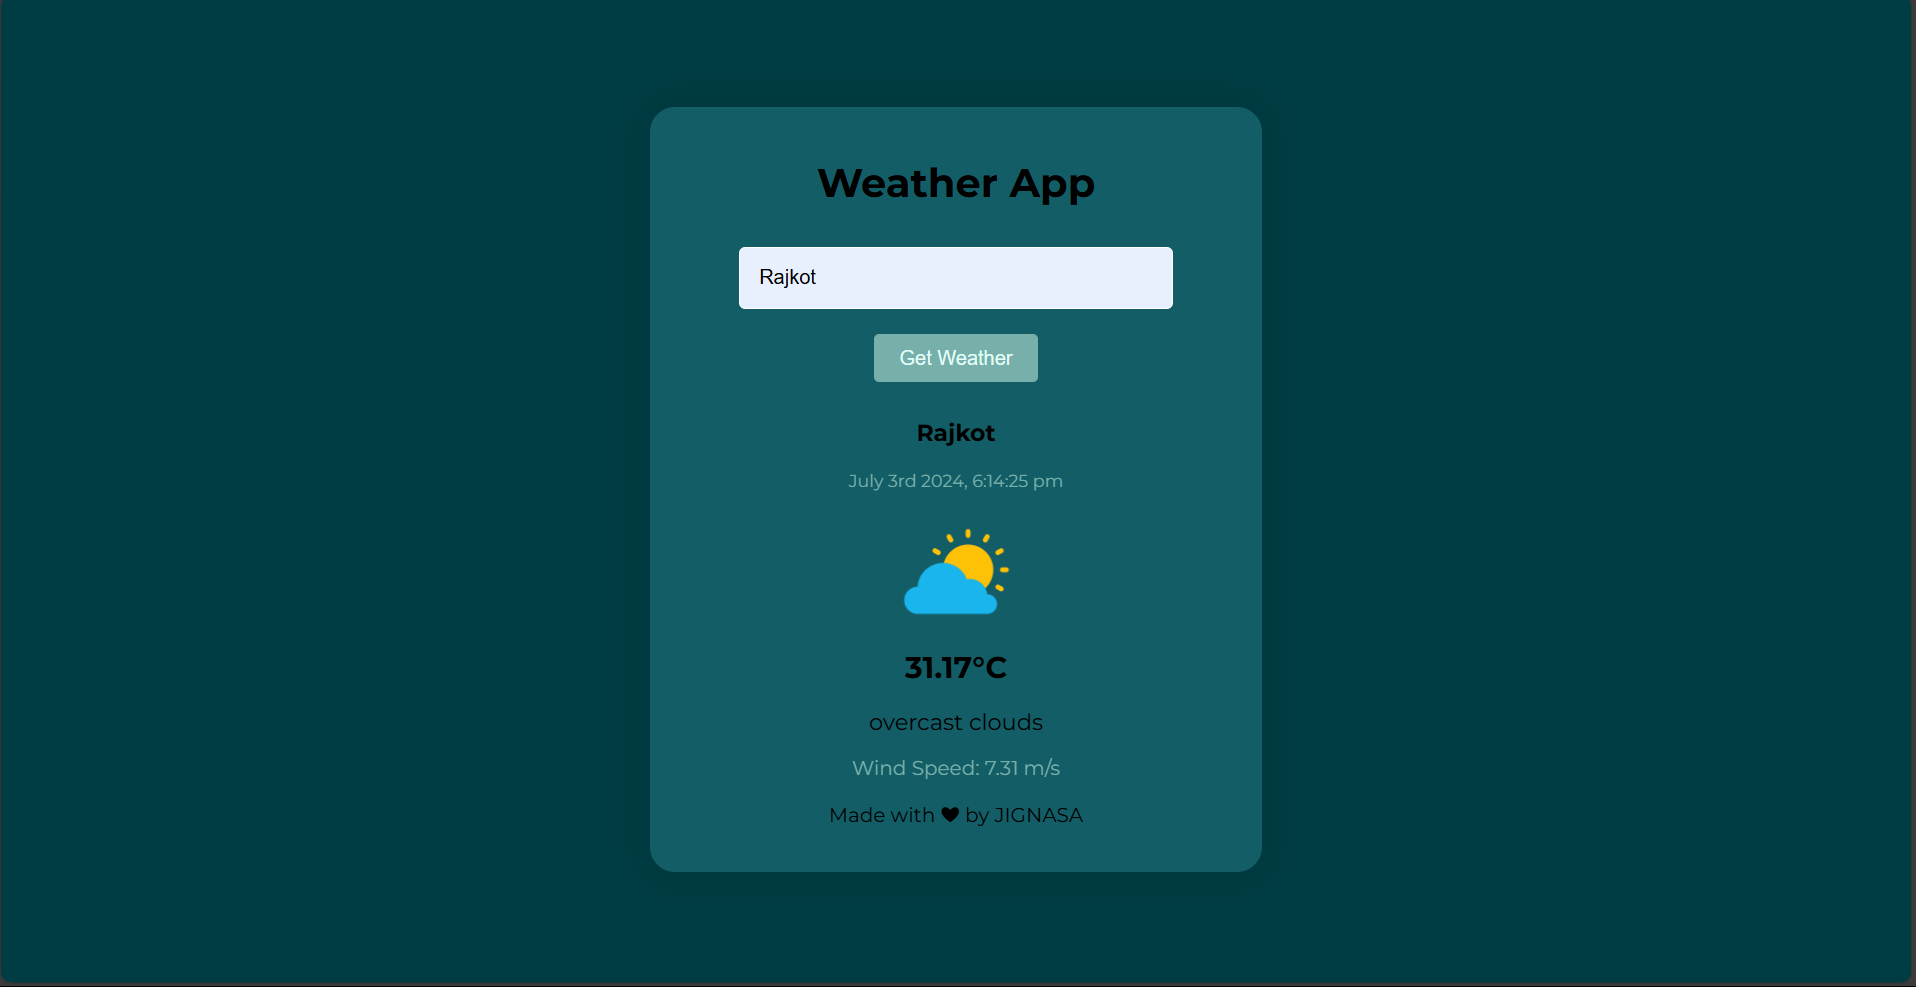 Weather App
Rajkot
Get Weather
Rajkot
July 3rd 2024, 6:14:25 pm
31.17°C
overcast clouds
Wind Speed: 7.31 m/s
Made with 🖤 by JIGNASA